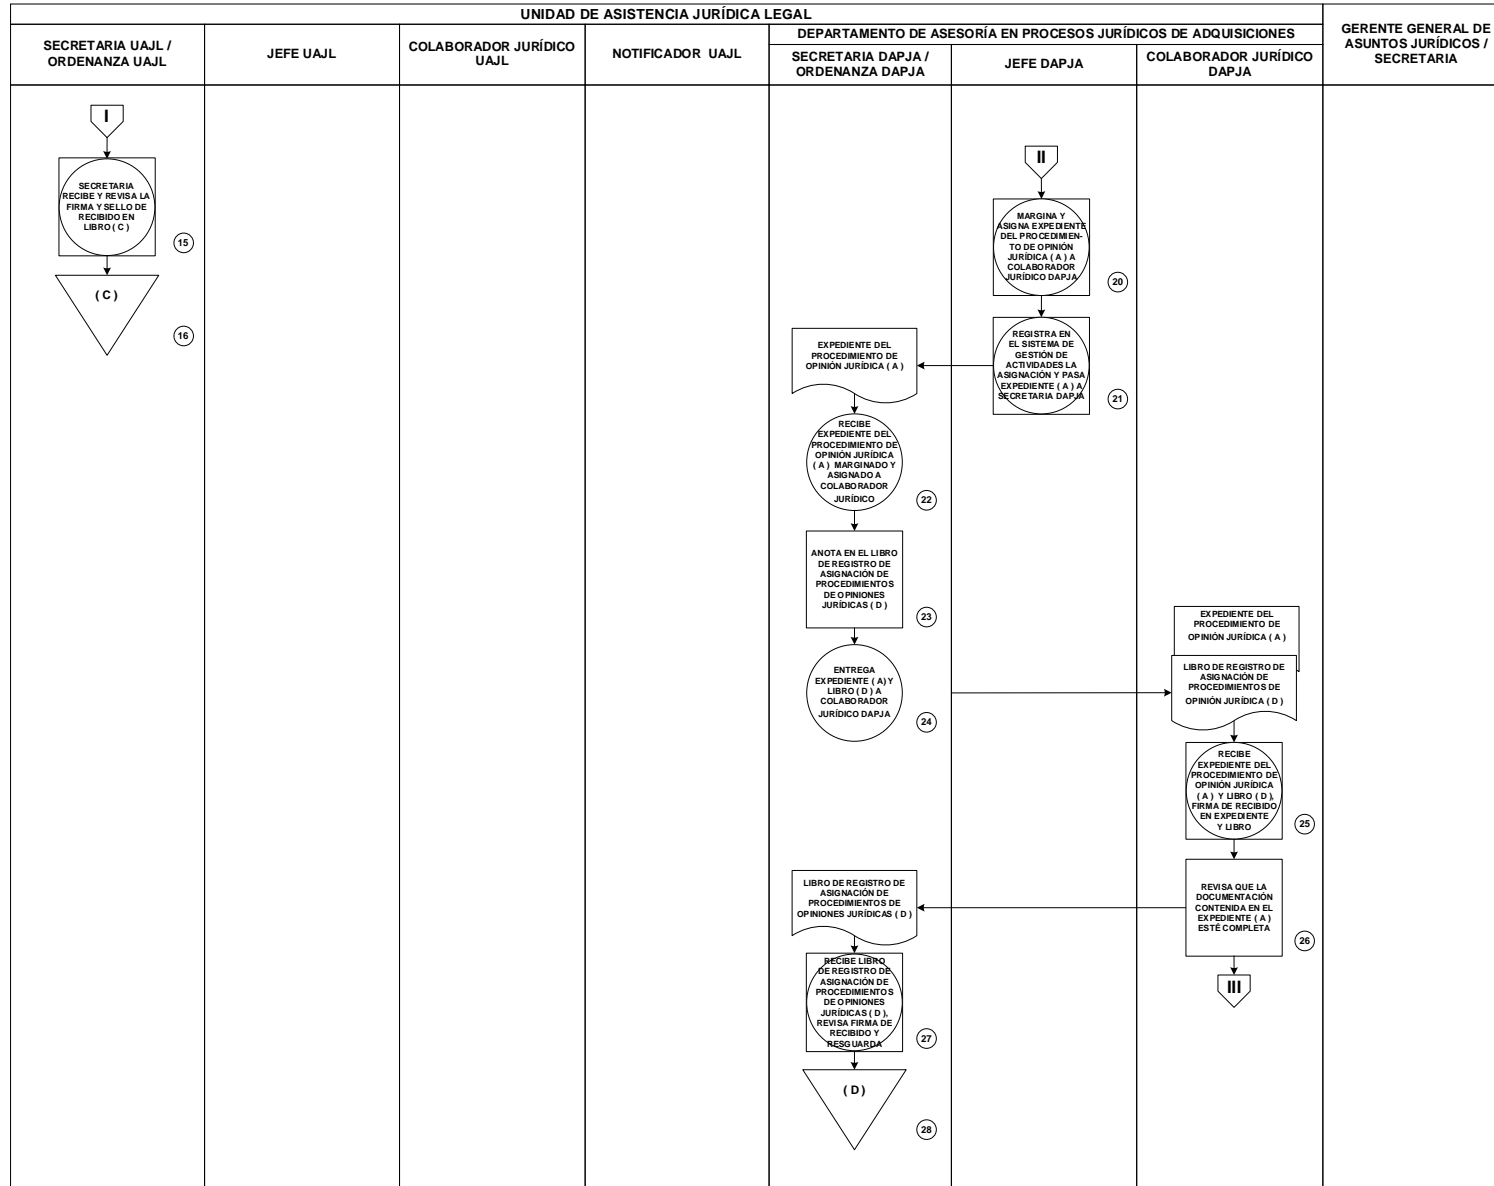 UNIDAD DE ASISTENCIA JURÍDICA LEGAL
SECRETARIA UAJL /
ORDENANZA UAJL
JEFE UAJL
COLABORADOR JURÍDICO
UAJL
NOTIFICADOR UAJL
DEPARTAMENTO DE ASESORÍA EN PROCESOS JURÍDICOS DE ADQUISICIONES
SECRETARIA DAPJA /
ORDENANZA DAPJA
JEFE DAPJA
COLABORADOR JURÍDICO
DAPJA
GERENTE GENERAL DE
ASUNTOS JURÍDICOS /
SECRETARIA
I
SECRETARIA
RECIBE Y REVISA LA
FIRMA Y SELLO DE
RECIBIDO EN
LIBRO ( C )
15
( C )
16
II
MARGINA Y
ASIGNA EXPEDIENTE
DEL PROCEDIMIEN-
TO DE OPINIÓN
JURÍDICA ( A ) A
COLABORADOR
JURÍDICO DAPJA
20
REGISTRA EN
EL SISTEMA DE
GESTIÓN DE
ACTIVIDADES LA
ASIGNACIÓN Y PASA
EXPEDIENTE ( A ) A
SECRETARIA DAPJA
21
EXPEDIENTE DEL
PROCEDIMIENTO DE
OPINIÓN JURÍDICA ( A )
RECIBE
EXPEDIENTE DEL
PROCEDIMIENTO DE
OPINIÓN JURÍDICA
( A ) MARGINADO Y
ASIGNADO A
COLABORADOR
JURÍDICO
22
ANOTA EN EL LIBRO
DE REGISTRO DE
ASIGNACIÓN DE
PROCEDIMIENTOS
DE OPINIONES
JURÍDICAS ( D )
23
ENTREGA
EXPEDIENTE ( A) Y
LIBRO ( D ) A
COLABORADOR
JURÍDICO DAPJA
24
EXPEDIENTE DEL
PROCEDIMIENTO DE
OPINIÓN JURÍDICA ( A )
LIBRO DE REGISTRO DE
ASIGNACIÓN DE
PROCEDIMIENTOS DE
OPINIÓN JURÍDICA ( D )
RECIBE
EXPEDIENTE DEL
PROCEDIMIENTO DE
OPINIÓN JURÍDICA
( A ) Y LIBRO ( D ),
FIRMA DE RECIBIDO
EN EXPEDIENTE
Y LIBRO
25
REVISA QUE LA
DOCUMENTACIÓN
CONTENIDA EN EL
EXPEDIENTE ( A )
ESTÉ COMPLETA
26
III
LIBRO DE REGISTRO DE
ASIGNACIÓN DE
PROCEDIMIENTOS DE
OPINIONES JURÍDICAS ( D )
RECIBE LIBRO
DE REGISTRO DE
ASIGNACIÓN DE
PROCEDIMIENTOS
DE OPINIONES
JURÍDICAS ( D ),
REVISA FIRMA DE
RECIBIDO Y
RESGUARDA
27
( D )
28